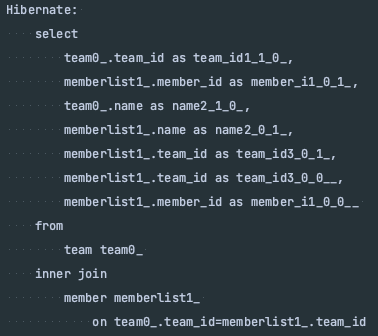 Hibernate:
select
team0_.team_id as team_id1_1_0_,
memberlist1_.member_id as member_i1_0_1_,
team0_.name as name2_1_0_,
memberlist1_.name as name2_0_1_,
memberlist1_.team_id as team_id3_0_1_,
memberlist1_.team_id as team_id3_0_0__,
memberlist1_.member_id as member_i1_0_0__
from
team team0_
inner join
member memberlist1_
on team0_.team_id=memberlist1_.team_id